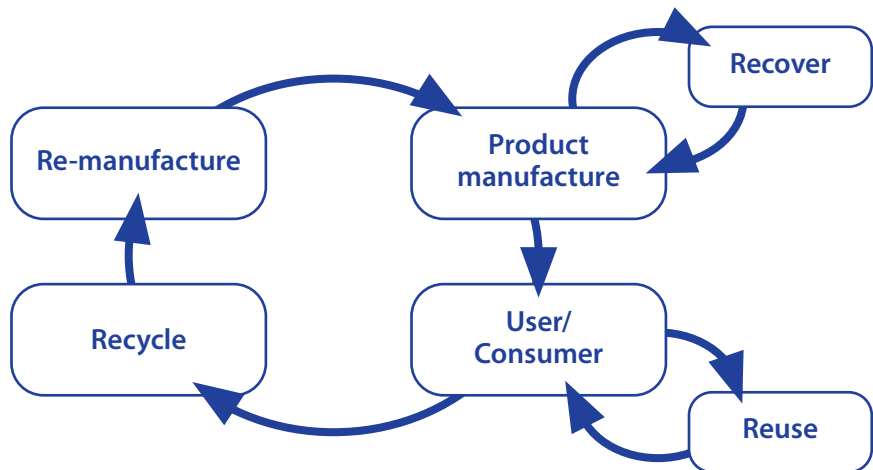 Recover
Re-manufacture
Product
manufacture
Recycle
User/
Consumer
Reuse